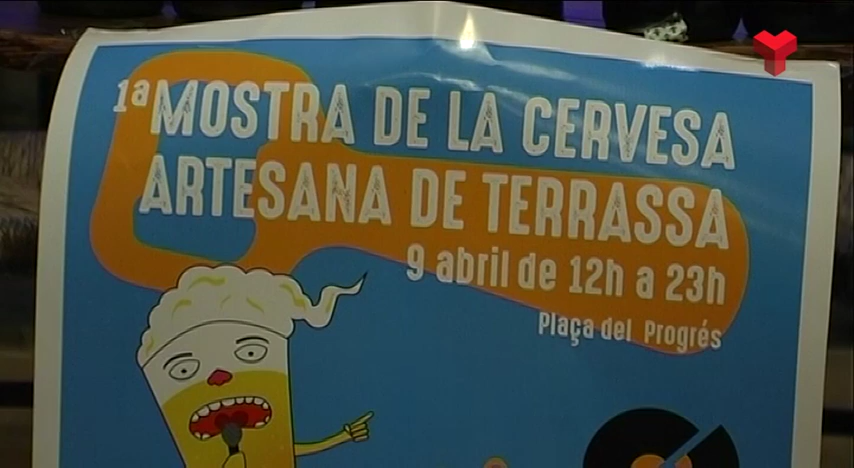 1ª MOSTRA DE LA CERVESA
ARTESANA DE TERRASSA
9 abril de 12h a 23h
Plaça del Progrés